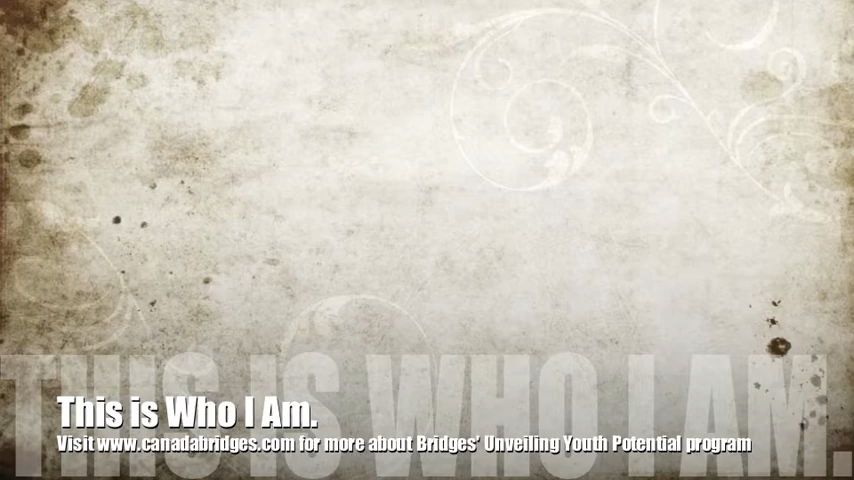 This is Who I Am.
Visit www.canadabridges.com for more about Bridges' Unveiling Youth Potential program
THIS IS WHO I AM.